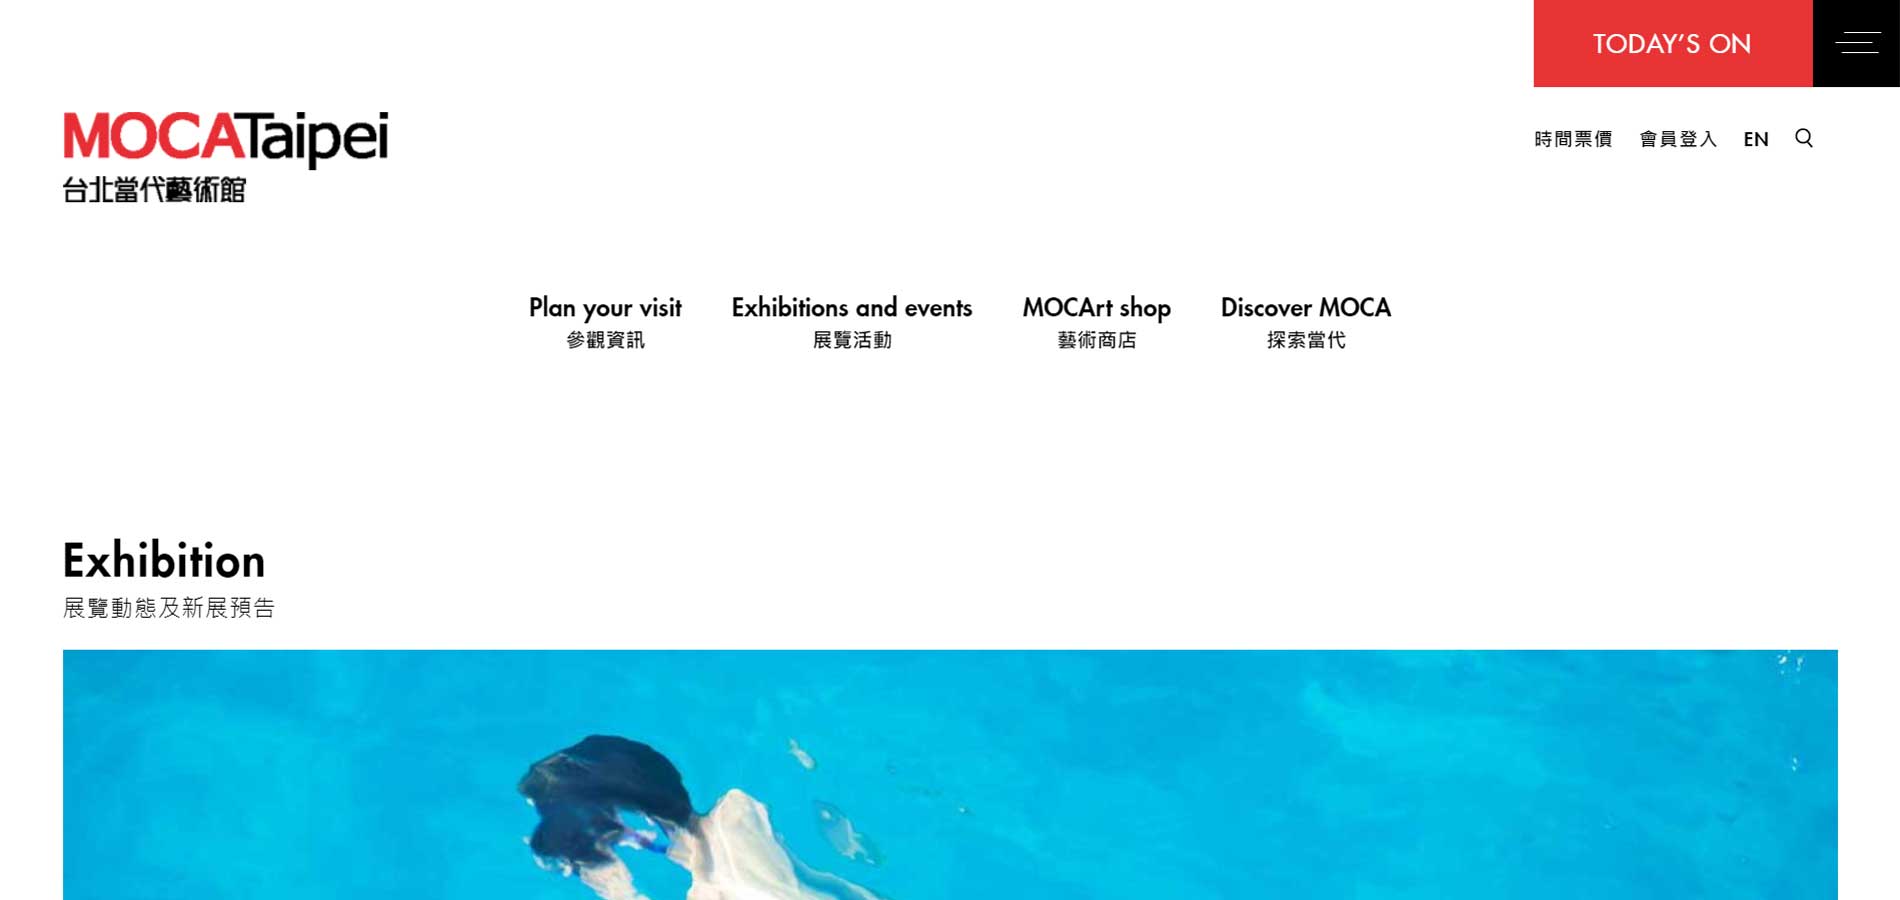 TODAY’S ON
MOCATaipei
台北當代藝術館
時間票價 會員登入 EN
Plan your visit
參觀資訊
Exhibitions and events
展覽活動
MOCArt shop
藝術商店
Discover MOCA
探索當代
Exhibition
展覽動態及新展預告